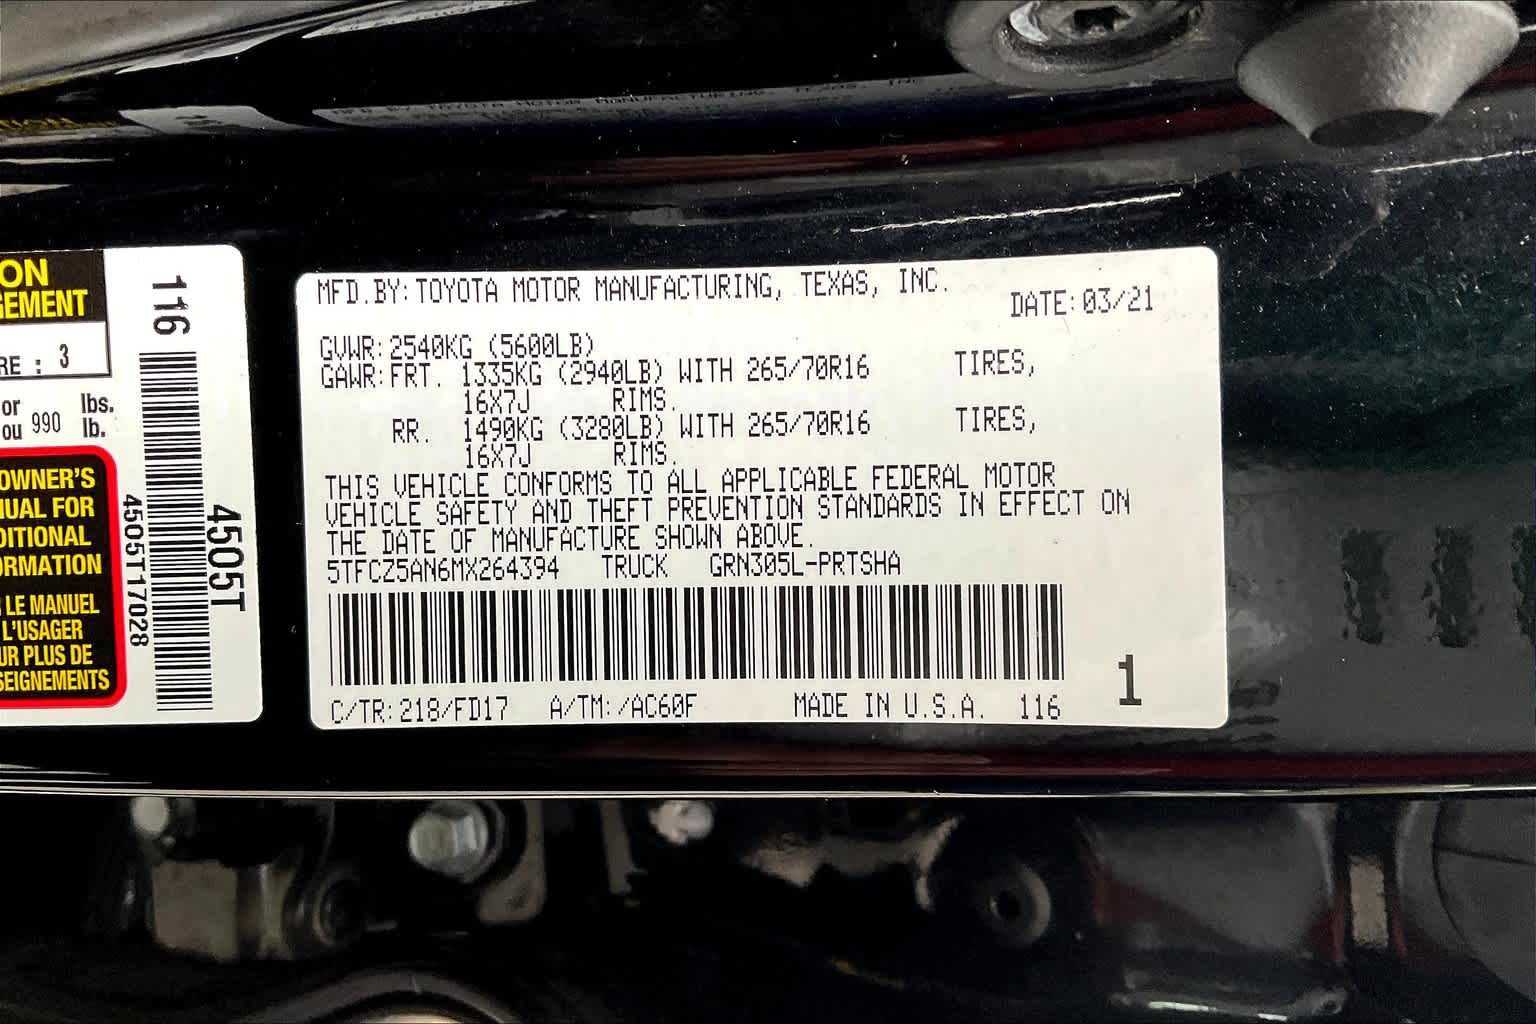 ON
GEMENT
RE : 3
or
ou 990 lbs.
lb.
OWNER'S
UAL FOR
DITIONAL
ORMATION
LE MANUEL
L'USAGER
UR PLUS DE
SEIGNEMENTS
116
4505T
4505T17028
MFD.BY:TOYOTA MOTOR MANUFACTURING, TEXAS, INC.
DATE:03/21
GVWR:2540KG (5600LB)
GAWR:FRT. 1335KG (2940LB) WITH 265/70R16 TIRES,
16X7J RIMS.
RR. 1490KG (3280LB) WITH 265/70R16 TIRES,
16X7J RIMS.
THIS VEHICLE CONFORMS TO ALL APPLICABLE FEDERAL MOTOR
VEHICLE SAFETY AND THEFT PREVENTION STANDARDS IN EFFECT ON
THE DATE OF MANUFACTURE SHOWN ABOVE.
5TFCZ5AN6MX264394 TRUCK GRN305L-PRTSHA
C/TR:218/FD17 A/TM:/AC60F MADE IN U.S.A. 116
1